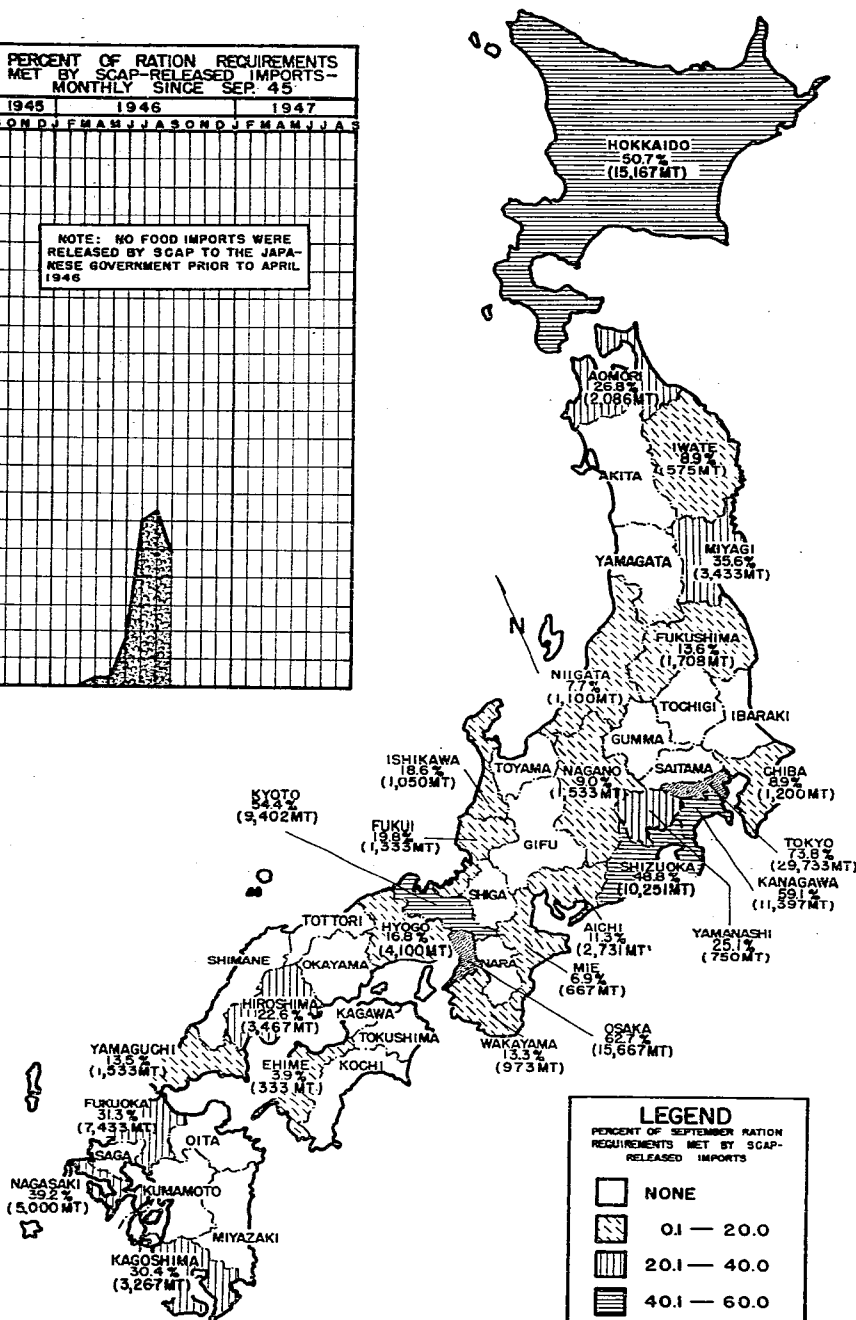 PERCENT OF RATION REQUIREMENTS
MET BY SCAP-RELEASED IMPORTS-
MONTHLY SINCE SEP. 45
1945 1946 1947
O N D J F M A M J J A S O N D J F M A M J J A S
NOTE: NO FOOD IMPORTS WERE
RELEASED BY SCAP TO THE JAPA-
NESE GOVERNMENT PRIOR TO APRIL
1946
HOKKAIDO
50.7%
(15,167MT)
AOMORI
26.8%
(2,086MT)
IWATE
8.9%
(575MT)
AKITA
MIYAGI
35.6%
(3,433MT)
YAMAGATA
N
FUKUSHIMA
13.6%
(1,708MT)
NIIGATA
7.7%
(1,100MT)
TOCHIGI
IBARAKI
GUMMA
SAITAMA
CHIBA
8.9%
(1,200MT)
ISHIKAWA
18.6%
(1,050MT)
TOYAMA
NAGANO
9.0%
(1,533MT)
KYOTO
54.4%
(9,402MT)
FUKUI
19.8%
(1,333MT)
GIFU
TOKYO
73.8%
(29,733MT)
KANAGAWA
59.1%
(11,397MT)
SHIZUOKA
48.8%
(10,251MT)
YAMANASHI
25.1%
(750MT)
SHIGA
AICHI
11.3%
(2,731MT)
TOTTORI
HYOGO
16.8%
(4,100MT)
SHIMANE
OKAYAMA
NARA
MIE
6.9%
(667MT)
HIROSHIMA
22.6%
(3,467MT)
KAGAWA
TOKUSHIMA
OSAKA
62.7%
(15,667MT)
WAKAYAMA
13.3%
(973MT)
YAMAGUCHI
13.5%
(1,533MT)
EHIME
3.9%
(333 MT.)
KOCHI
FUKUOKA
31.3%
(7,433MT)
OITA
SAGA
NAGASAKI
39.2%
(5,000MT)
KUMAMOTO
MIYAZAKI
KAGOSHIMA
30.4%
(3,267MT)
LEGEND
PERCENT OF SEPTEMBER RATION
REQUIREMENTS MET BY SCAP-
RELEASED IMPORTS
NONE
0.1 — 20.0
20.1 — 40.0
40.1 — 60.0